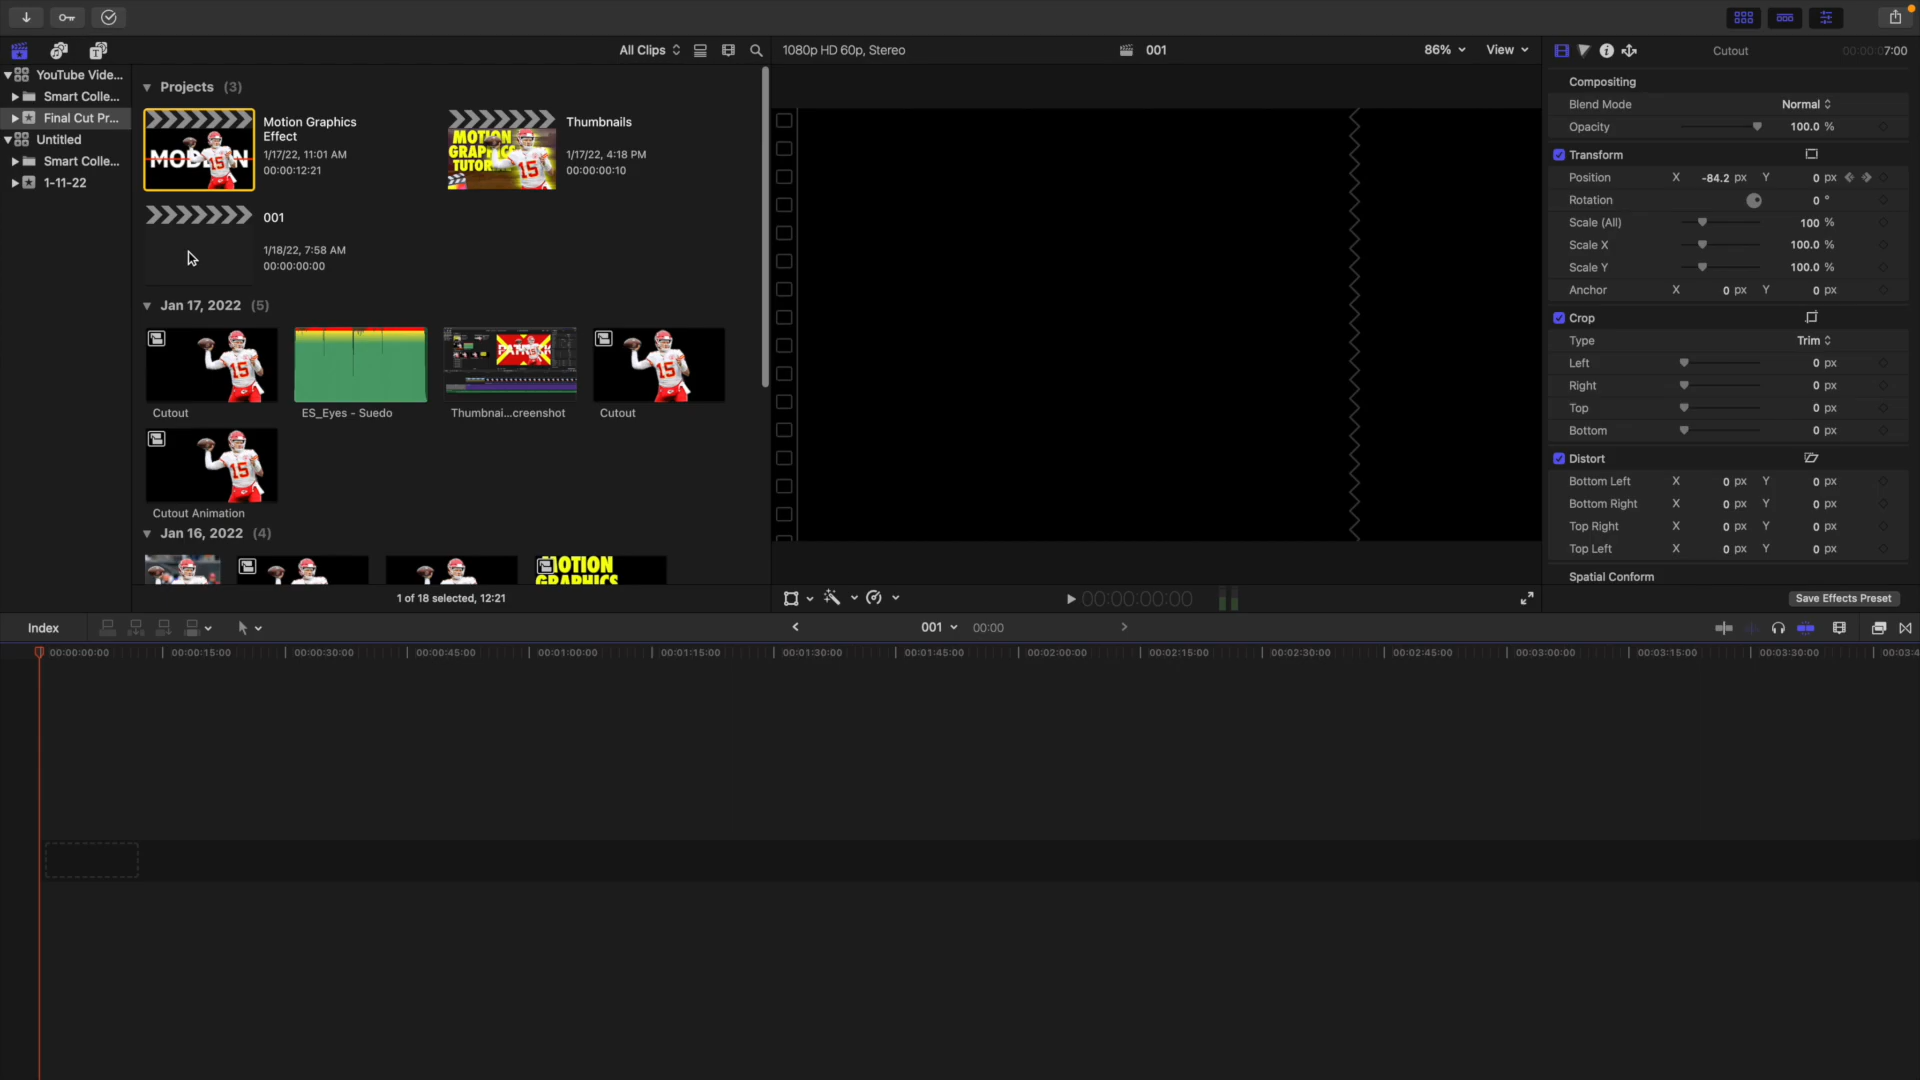 All Clips
1080p HD 60p, Stereo
001
86%
View
Cutout
00:00:07:00
YouTube Vide...
Smart Colle...
Final Cut Pr...
Untitled
Smart Colle...
1-11-22
Projects (3)
Motion Graphics
Effect
1/17/22, 11:01 AM
00:00:12:21
MOTION
GRAPHICS
15
Thumbnails
1/17/22, 4:18 PM
00:00:00:10
001
1/18/22, 7:58 AM
00:00:00:00
Jan 17, 2022 (5)
15
Cutout
ES_Eyes - Suedo
Thumbnai...creenshot
15
Cutout
15
Cutout Animation
Jan 16, 2022 (4)
MOTION
GRAPHICS
1 of 18 selected, 12:21
00:00:00:00
Compositing
Blend Mode Normal
Opacity 100.0 %
Transform
Position X -84.2 px Y 0 px
Rotation 0 °
Scale (All) 100 %
Scale X 100.0 %
Scale Y 100.0 %
Anchor X 0 px Y 0 px
Crop
Type Trim
Left 0 px
Right 0 px
Top 0 px
Bottom 0 px
Distort
Bottom Left X 0 px Y 0 px
Bottom Right X 0 px Y 0 px
Top Right X 0 px Y 0 px
Top Left X 0 px Y 0 px
Spatial Conform
Save Effects Preset
Index
001 00:00
00:00:00:00 00:00:15:00 00:00:30:00 00:00:45:00 00:01:00:00 00:01:15:00 00:01:30:00 00:01:45:00 00:02:00:00 00:02:15:00 00:02:30:00 00:02:45:00 00:03:00:00 00:03:15:00 00:03:30:00 00:03:4